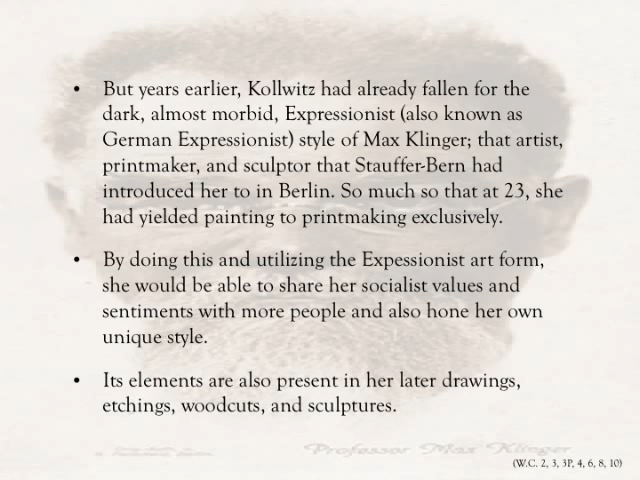 • But years earlier, Kollwitz had already fallen for the
dark, almost morbid, Expressionist (also known as
German Expressionist) style of Max Klinger; that artist,
printmaker, and sculptor that Stauffer-Bern had
introduced her to in Berlin. So much so that at 23, she
had yielded painting to printmaking exclusively.
• By doing this and utilizing the Expessionist art form,
she would be able to share her socialist values and
sentiments with more people and also hone her own
unique style.
• Its elements are also present in her later drawings,
etchings, woodcuts, and sculptures.
Professor Max Klinger
(W.C. 2, 3, 3P, 4, 6, 8, 10)